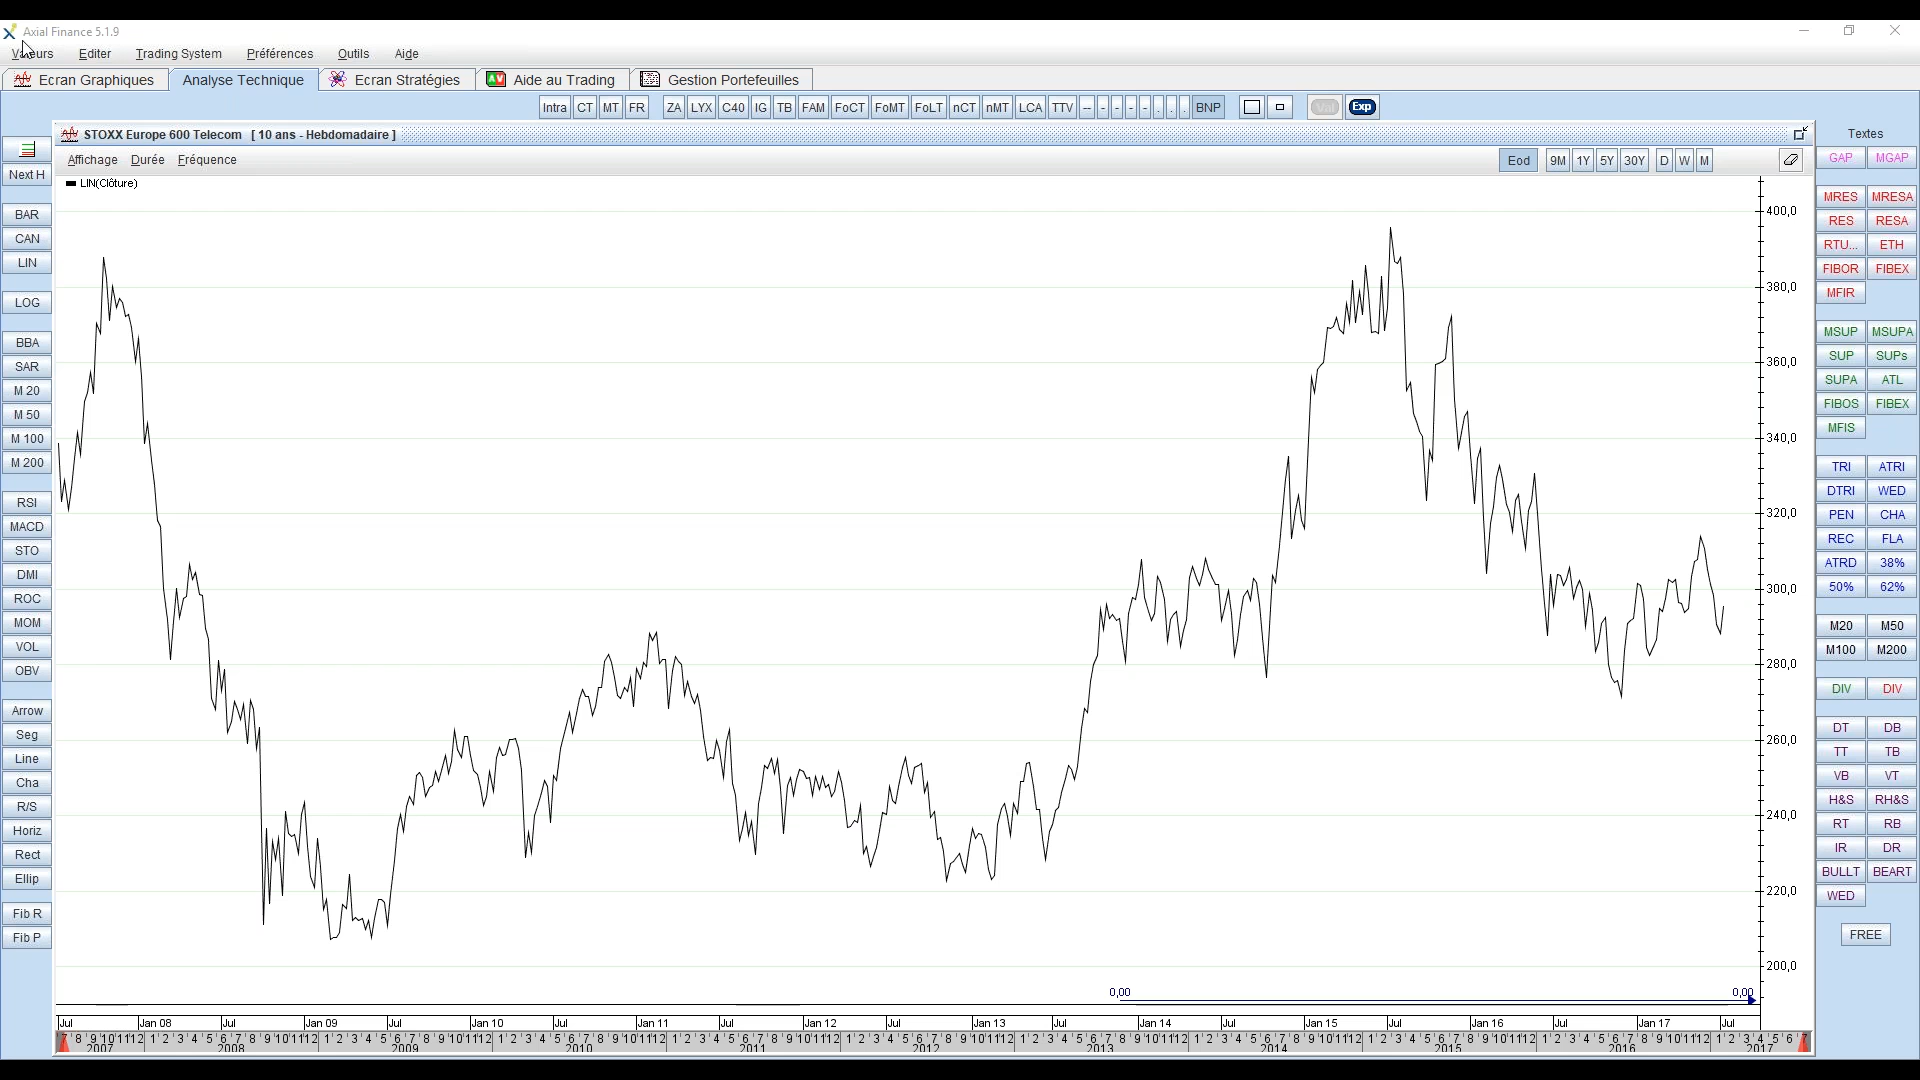 Axial Finance 5.1.9
Valeurs Editer Trading System Préférences Outils Aide
Ecran Graphiques Analyse Technique Ecran Stratégies Aide au Trading Gestion Portefeuilles
Intra CT MT FR ZA LYX C40 IG TB FAM FoCT FoMT FoLT nCT nMT LCA TTV -- - - - - . . . BNP Val Exp
STOXX Europe 600 Telecom [ 10 ans - Hebdomadaire ]
Textes
Affichage Durée Fréquence Eod 9M 1Y 5Y 30Y D W M
LIN(Clôture)
Next H
BAR
CAN
LIN
LOG
BBA
SAR
M 20
M 50
M 100
M 200
RSI
MACD
STO
DMI
ROC
MOM
VOL
OBV
Arrow
Seg
Line
Cha
R/S
Horiz
Rect
Ellip
Fib R
Fib P
400,0
380,0
360,0
340,0
320,0
300,0
280,0
260,0
240,0
220,0
200,0
0,00 0,00
Jul Jan 08 Jul Jan 09 Jul Jan 10 Jul Jan 11 Jul Jan 12 Jul Jan 13 Jul Jan 14 Jul Jan 15 Jul Jan 16 Jul Jan 17 Jul
2007 2008 2009 2010 2011 2012 2013 2014 2015 2016 2017
GAP MGAP
MRES MRESA
RES RESA
RTU... ETH
FIBOR FIBEX
MFIR
MSUP MSUPA
SUP SUPs
SUPA ATL
FIBOS FIBEX
MFIS
TRI ATRI
DTRI WED
PEN CHA
REC FLA
ATRD 38%
50% 62%
M20 M50
M100 M200
DIV DIV
DT DB
TT TB
VB VT
H&S RH&S
RT RB
IR DR
BULLT BEART
WED
FREE